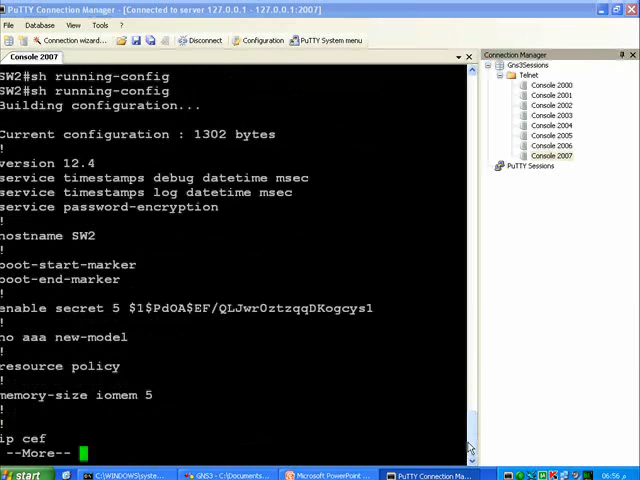 PuTTY Connection Manager - [Connected to server 127.0.0.1 - 127.0.0.1:2007]
File Database View Tools ?
Connection wizard... Disconnect Configuration PuTTY System menu
Console 2007
SW2#sh running-config
SW2#sh running-config
Building configuration...
Current configuration : 1302 bytes
!
version 12.4
service timestamps debug datetime msec
service timestamps log datetime msec
service password-encryption
!
hostname SW2
!
boot-start-marker
boot-end-marker
!
enable secret 5 $1$PdOA$EF/QLJwr0ztzqqDKogcys1
!
no aaa new-model
!
resource policy
!
memory-size iomem 5
!
!
ip cef
--More--
Connection Manager
Gns3Sessions
Telnet
Console 2000
Console 2001
Console 2002
Console 2003
Console 2004
Console 2005
Console 2006
Console 2007
PuTTY Sessions
start
C:\WINDOWS\syste...
GNS3 - C:\Documents...
Microsoft PowerPoint ...
PuTTY Connection Ma...
06:56 م